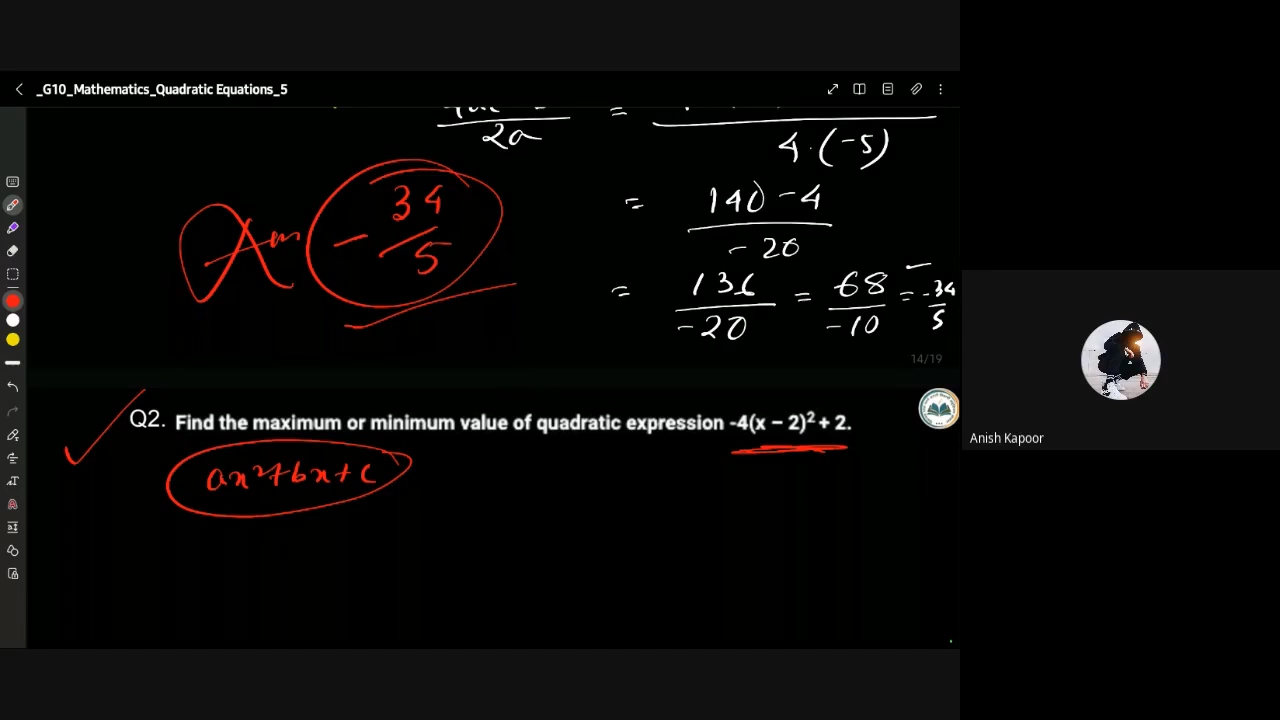 _G10_Mathematics_Quadratic Equations_5
2a = 4·(-5)
= 140 - 4 / -20
Ans - 34/5
= 136/-20 = 68/-10 = -34/5
14/19
Q2. Find the maximum or minimum value of quadratic expression -4(x – 2)² + 2.
ax²+bx+c
Anish Kapoor